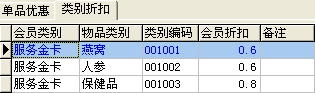 单品优惠 类别折扣
会员类别 物品类别 类别编码 会员折扣 备注
服务金卡 燕窝 001001 0.6
服务金卡 人参 001002 0.6
服务金卡 保健品 001003 0.8